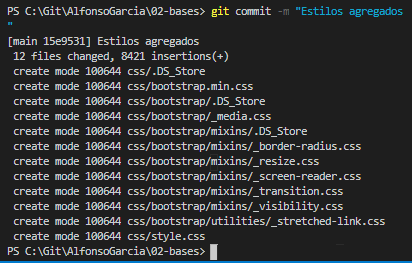 PS C:\Git\AlfonsoGarcia\02-bases> git commit -m "Estilos agregados
"
[main 15e9531] Estilos agregados
 12 files changed, 8421 insertions(+)
 create mode 100644 css/.DS_Store
 create mode 100644 css/bootstrap.min.css
 create mode 100644 css/bootstrap/.DS_Store
 create mode 100644 css/bootstrap/_media.css
 create mode 100644 css/bootstrap/mixins/.DS_Store
 create mode 100644 css/bootstrap/mixins/_border-radius.css
 create mode 100644 css/bootstrap/mixins/_resize.css
 create mode 100644 css/bootstrap/mixins/_screen-reader.css
 create mode 100644 css/bootstrap/mixins/_transition.css
 create mode 100644 css/bootstrap/mixins/_visibility.css
 create mode 100644 css/bootstrap/utilities/_stretched-link.css
 create mode 100644 css/style.css
PS C:\Git\AlfonsoGarcia\02-bases>